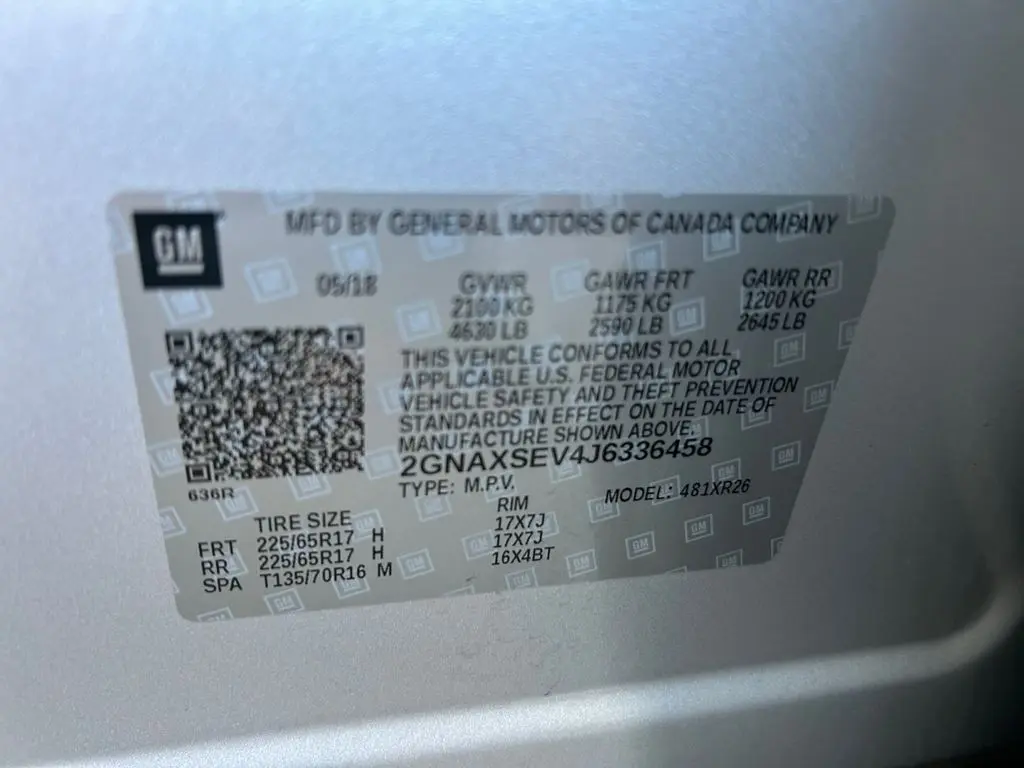 GM
MFD BY GENERAL MOTORS OF CANADA COMPANY
05/18 GVWR GAWR FRT GAWR RR
2100 KG 1175 KG 1200 KG
4630 LB 2590 LB 2645 LB
THIS VEHICLE CONFORMS TO ALL
APPLICABLE U.S. FEDERAL MOTOR
VEHICLE SAFETY AND THEFT PREVENTION
STANDARDS IN EFFECT ON THE DATE OF
MANUFACTURE SHOWN ABOVE.
2GNAXSEV4J6336458
636R TYPE: M.P.V. MODEL: 481XR26
TIRE SIZE RIM
FRT 225/65R17 H 17X7J
RR 225/65R17 H 17X7J
SPA T135/70R16 M 16X4BT